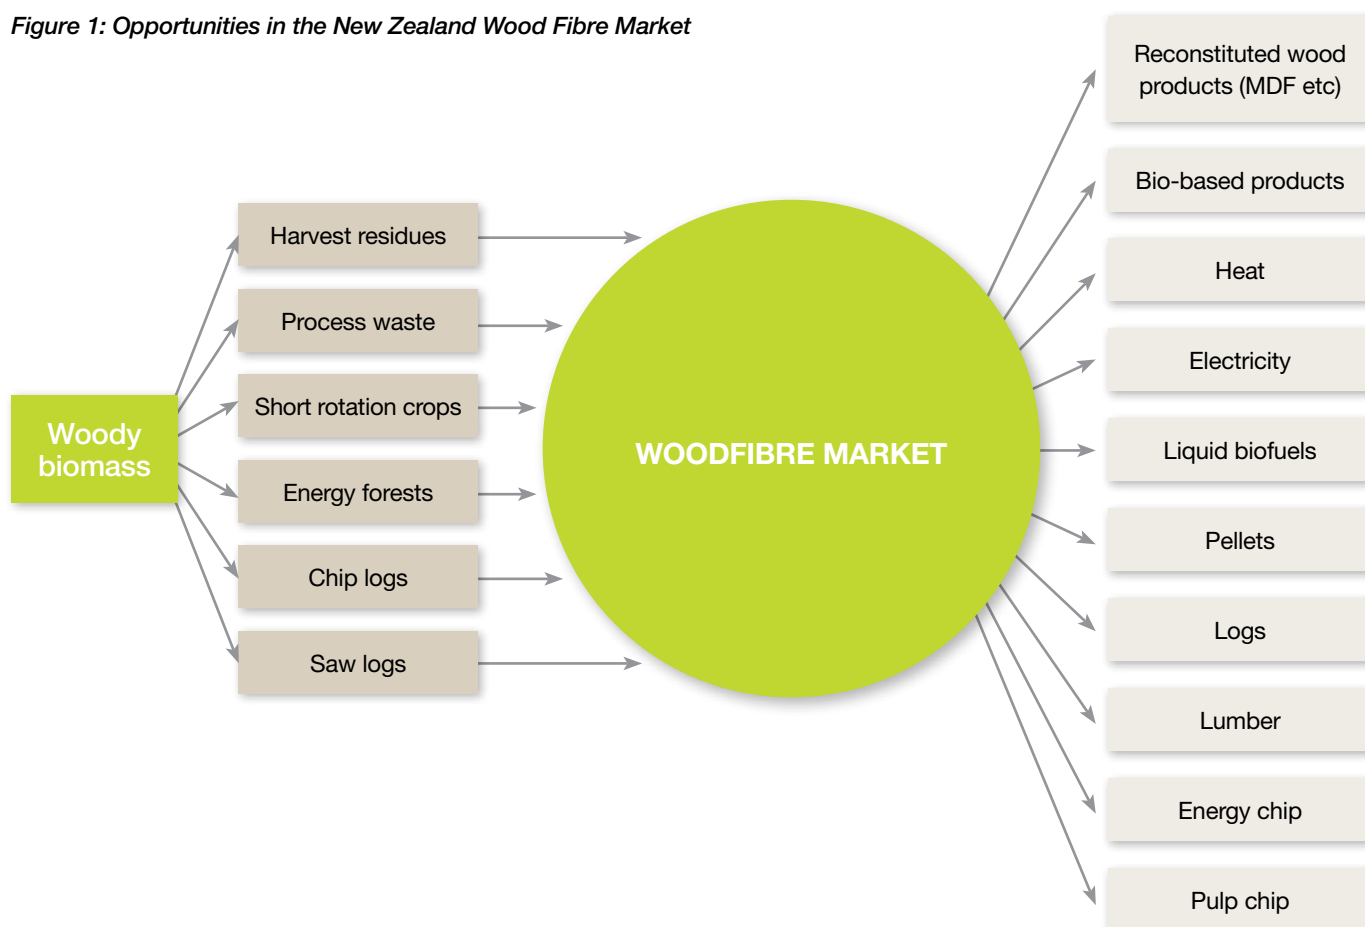 Figure 1: Opportunities in the New Zealand Wood Fibre Market
Woody
biomass
Harvest residues
Process waste
Short rotation crops
Energy forests
Chip logs
Saw logs
WOODFIBRE MARKET
Reconstituted wood
products (MDF etc)
Bio-based products
Heat
Electricity
Liquid biofuels
Pellets
Logs
Lumber
Energy chip
Pulp chip